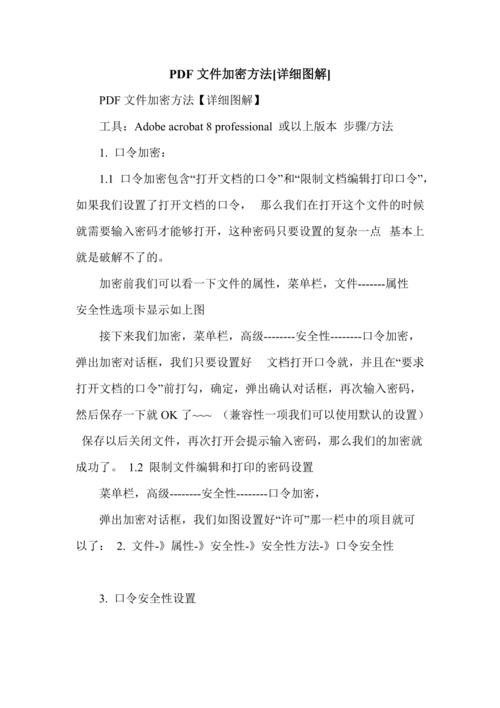 PDF 文件加密方法[详细图解]
PDF 文件加密方法【详细图解】
工具：Adobe acrobat 8 professional 或以上版本 步骤/方法
1. 口令加密：
1.1 口令加密包含“打开文档的口令”和“限制文档编辑打印口令”，
如果我们设置了打开文档的口令， 那么我们在打开这个文件的时候
就需要输入密码才能够打开，这种密码只要设置的复杂一点 基本上
就是破解不了的。
加密前我们可以看一下文件的属性，菜单栏，文件-------属性
安全性选项卡显示如上图
接下来我们加密，菜单栏，高级--------安全性--------口令加密，
弹出加密对话框，我们只要设置好 文档打开口令就，并且在“要求
打开文档的口令”前打勾，确定，弹出确认对话框，再次输入密码，
然后保存一下就 OK 了~~~ （兼容性一项我们可以使用默认的设置）
保存以后关闭文件，再次打开会提示输入密码，那么我们的加密就
成功了。 1.2 限制文件编辑和打印的密码设置
菜单栏，高级--------安全性--------口令加密，
弹出加密对话框，我们如图设置好“许可”那一栏中的项目就可
以了： 2. 文件-》属性-》安全性-》安全性方法-》口令安全性
3. 口令安全性设置